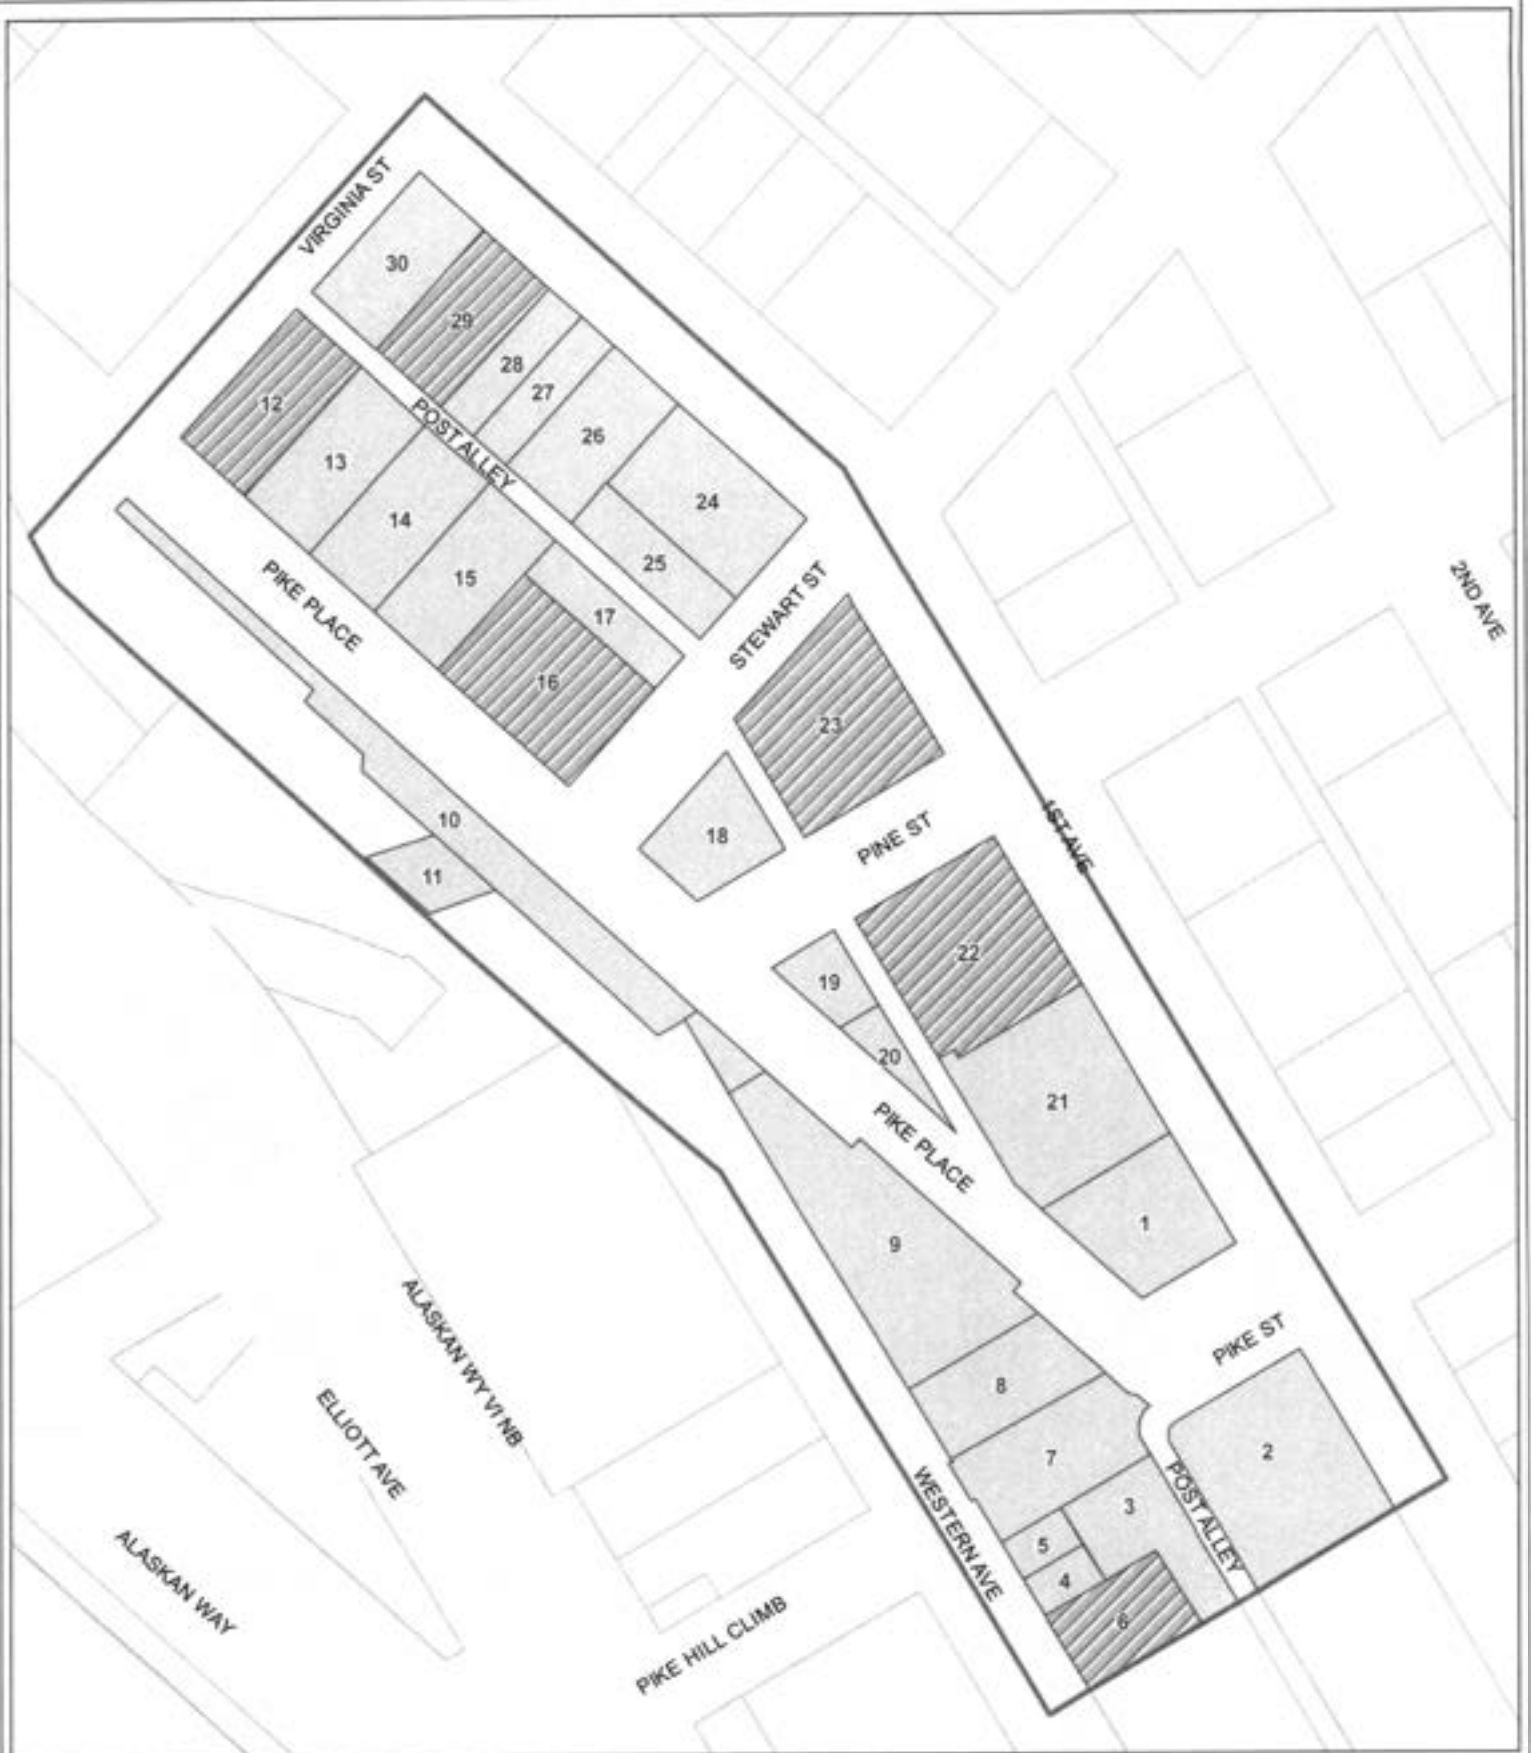 VIRGINIA ST
30
29
28
27
26
24
25
12
13
14
15
17
16
POST ALLEY
PIKE PLACE
STEWART ST
2ND AVE
23
18
10
11
PINE ST
1ST AVE
22
19
20
21
PIKE PLACE
1
9
8
7
PIKE ST
2
3
POST ALLEY
5
4
6
WESTERN AVE
ALASKAN WY VI NB
ELLIOTT AVE
ALASKAN WAY
PIKE HILL CLIMB